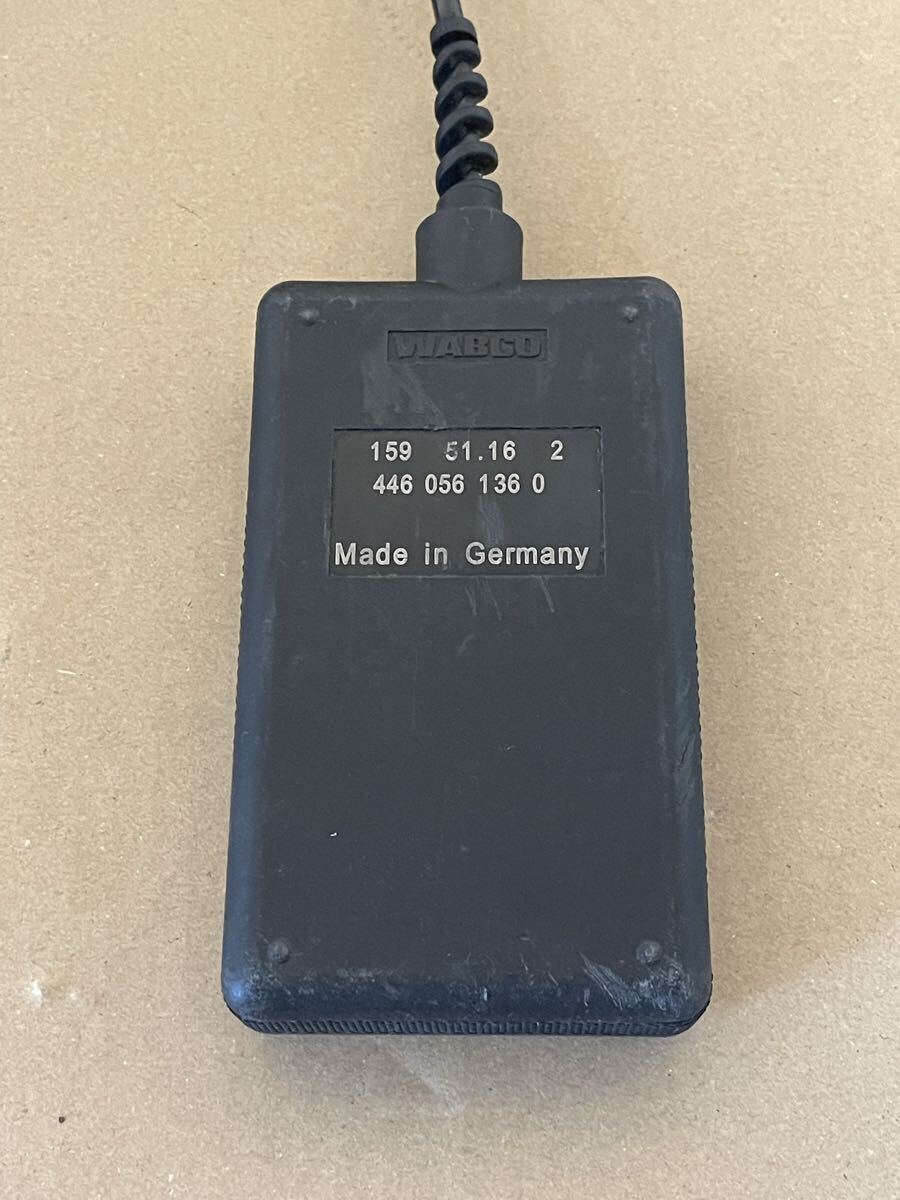 WABCO
159 51.16 2
446 056 136 0
Made in Germany